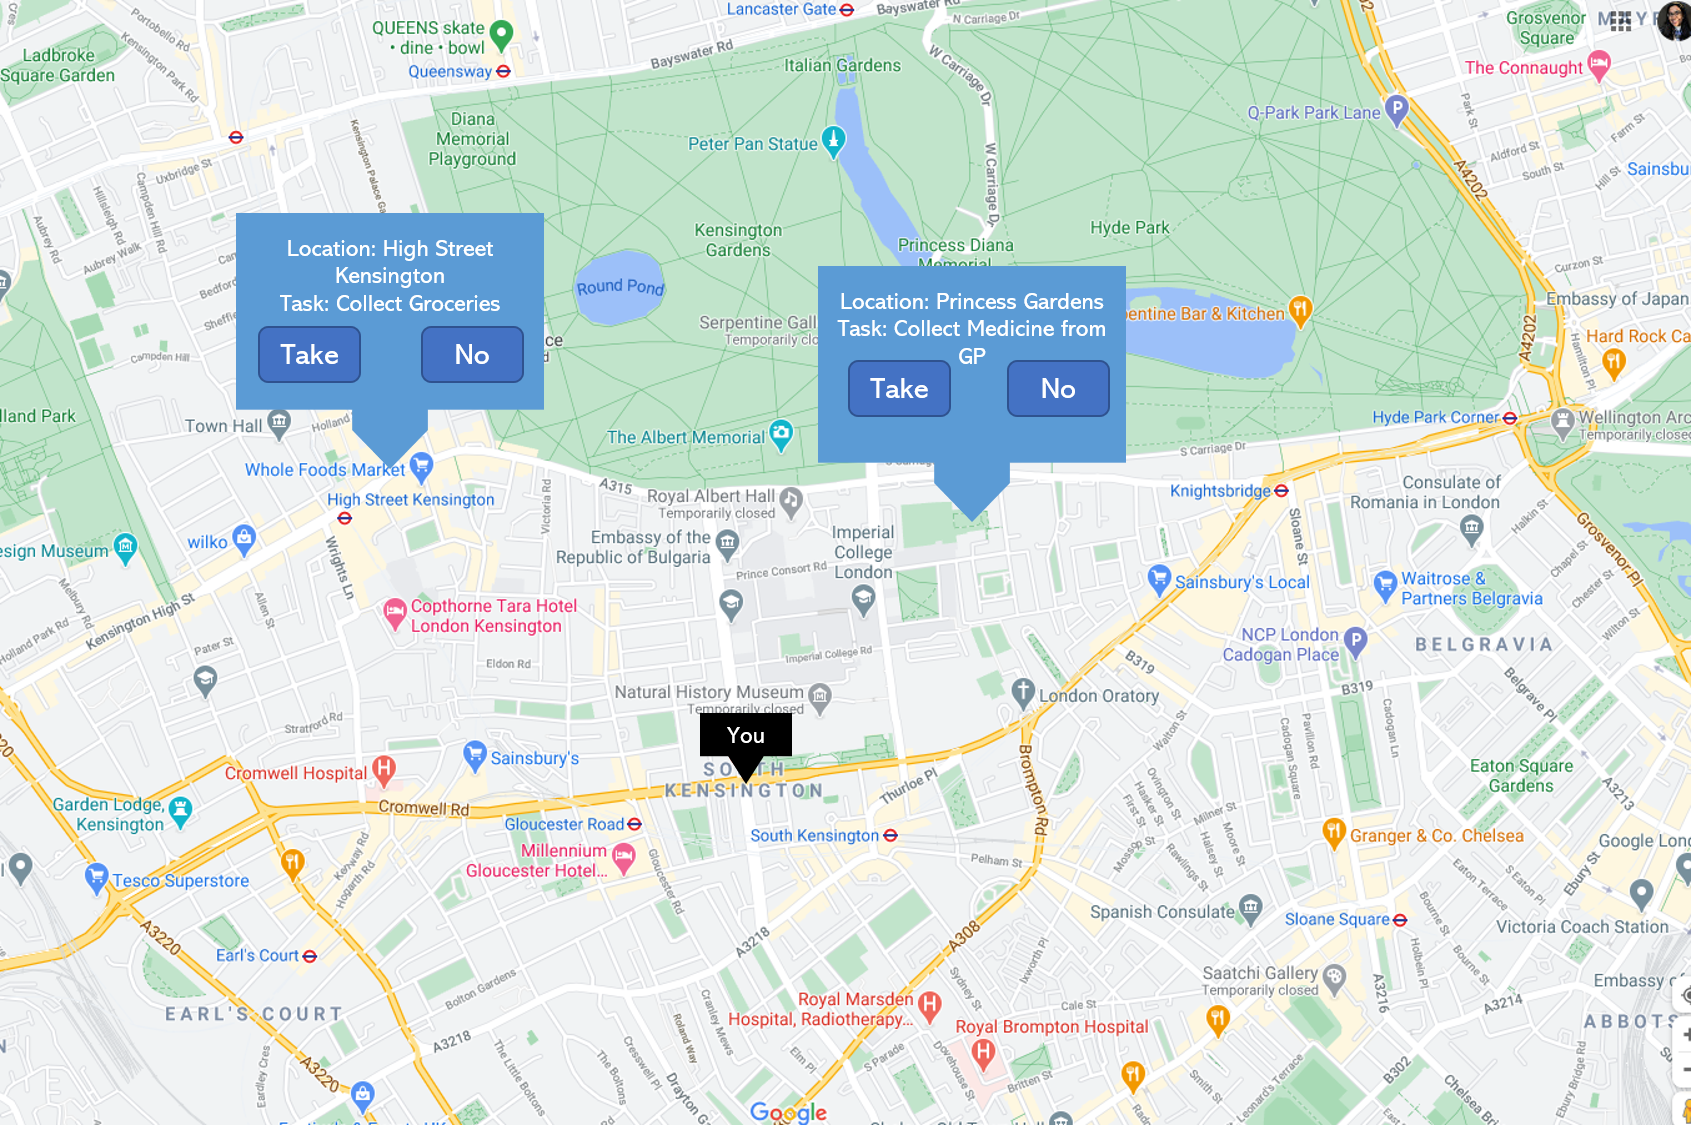 Lancaster Gate
Bayswater Rd
N Carriage Dr
QUEENS skate
• dine • bowl
Queensway
Bayswater Rd
Portobello Rd
Kensington Park Rd
Ladbroke
Square Garden
Grosvenor
Square
The Connaught
Q-Park Park Lane
Park St
Farm St
Aldford St
South St
Hill St
A4202
Italian Gardens
W Carriage Dr
W Carriage Dr
Diana
Memorial
Playground
Peter Pan Statue
Uxbridge St
Hillsleigh Rd
Campden Hill Rd
Aubrey Rd
Aubrey Walk
Kensington
Gardens
Hyde Park
Princess Diana
Memorial
Curzon St
Embassy of Japan
Hard Rock Ca
A4202
Hamilton Pl
Location: High Street
Kensington
Task: Collect Groceries
Take
No
Round Pond
Serpentine Gall
Temporarily clo
Location: Princess Gardens
Task: Collect Medicine from
GP
Take
No
pentine Bar & Kitchen
Campden Hill
lland Park
Town Hall
Holland
The Albert Memorial
Hyde Park Corner
Wellington Arc
Temporarily closed
S Carriage Dr
Whole Foods Market
High Street Kensington
A315
Victoria Rd
Royal Albert Hall
Temporarily closed
Knightsbridge
Consulate of
Romania in London
Sloane St
Halkin St
Grosvenor Pl
esign Museum
wilko
Wrights Ln
Embassy of the
Republic of Bulgaria
Prince Consort Rd
Imperial
College
London
Sainsbury's Local
Waitrose &
Partners Belgravia
Chapel St
Chester St
Wilton St
Melbury Rd
Holland Park Rd
Kensington High St
Allen St
Copthorne Tara Hotel
London Kensington
Pater St
Eldon Rd
Imperial College Rd
NCP London
Cadogan Place
BELGRAVIA
B319
B319
Belgrave Pl
Natural History Museum
Temporarily closed
London Oratory
Stratford Rd
Walton St
Pavilion Rd
Cadogan Square
Cadogan Ln
You
SO TH
KENSINGTON
Sainsbury's
Cromwell Hospital
Cromwell Rd
Garden Lodge,
Kensington
Gloucester Road
South Kensington
Thurloe Pl
Brompton Rd
First St
Hasker St
Ovington St
Milner St
Moore St
Halsey St
Rawlings St
Mossop St
Eaton Square
Gardens
A3213
Granger & Co. Chelsea
Google Lond
Millennium
Gloucester Hotel...
Gloucester Rd
Pelham St
Kenway Rd
Hogarth Rd
Tesco Superstore
Eaton Terrace
S Eaton Pl
Ebury St
Bourne St
Spanish Consulate
Sloane Square
Victoria Coach Station
A3220
A3218
A308
Earl's Court
Bolton Gardens
Ixworth Pl
Sydney St
Holbein Pl
Bourne St
Saatchi Gallery
Temporarily closed
A3216
A3214
Embassy o
EARL'S COURT
Royal Marsden
Hospital, Radiotherapy...
Cale St
Royal Brompton Hospital
ABBOTS
A3218
Cranley Mews
Roland Way
Cresswell Pl
Elm Pl
S Parade
Dovehouse St
Britten St
A3220
Eardley Cres
The Little Boltons
The Boltons
Drayton G
Smith St
B302
Chelsea Br
Ebury Bridge Rd
Google